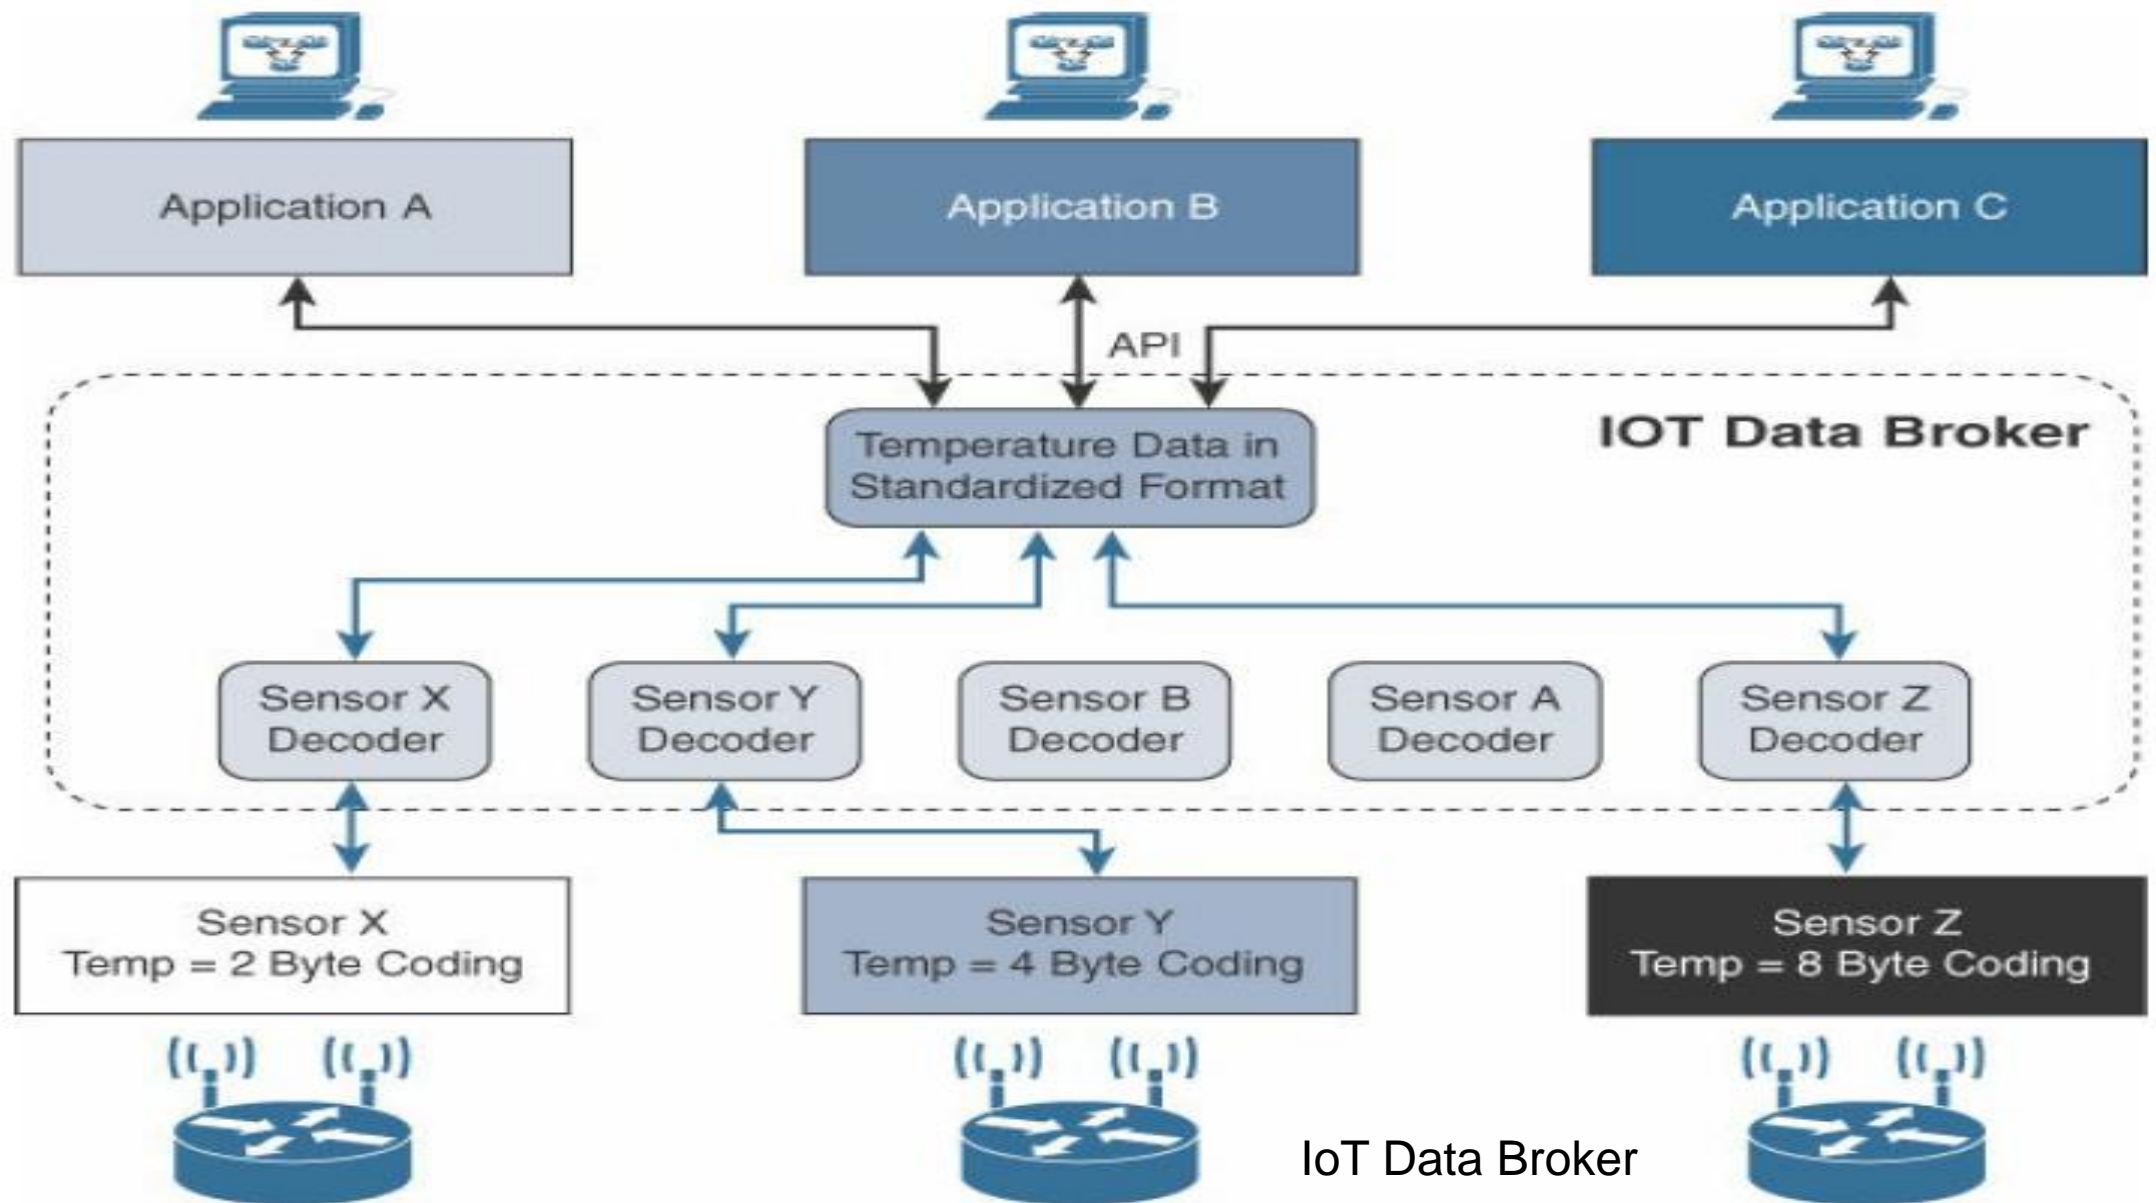 Application A
Application B
Application C
API
IOT Data Broker
Temperature Data in
Standardized Format
Sensor X
Decoder
Sensor Y
Decoder
Sensor B
Decoder
Sensor A
Decoder
Sensor Z
Decoder
Sensor X
Temp = 2 Byte Coding
Sensor Y
Temp = 4 Byte Coding
Sensor Z
Temp = 8 Byte Coding
IoT Data Broker